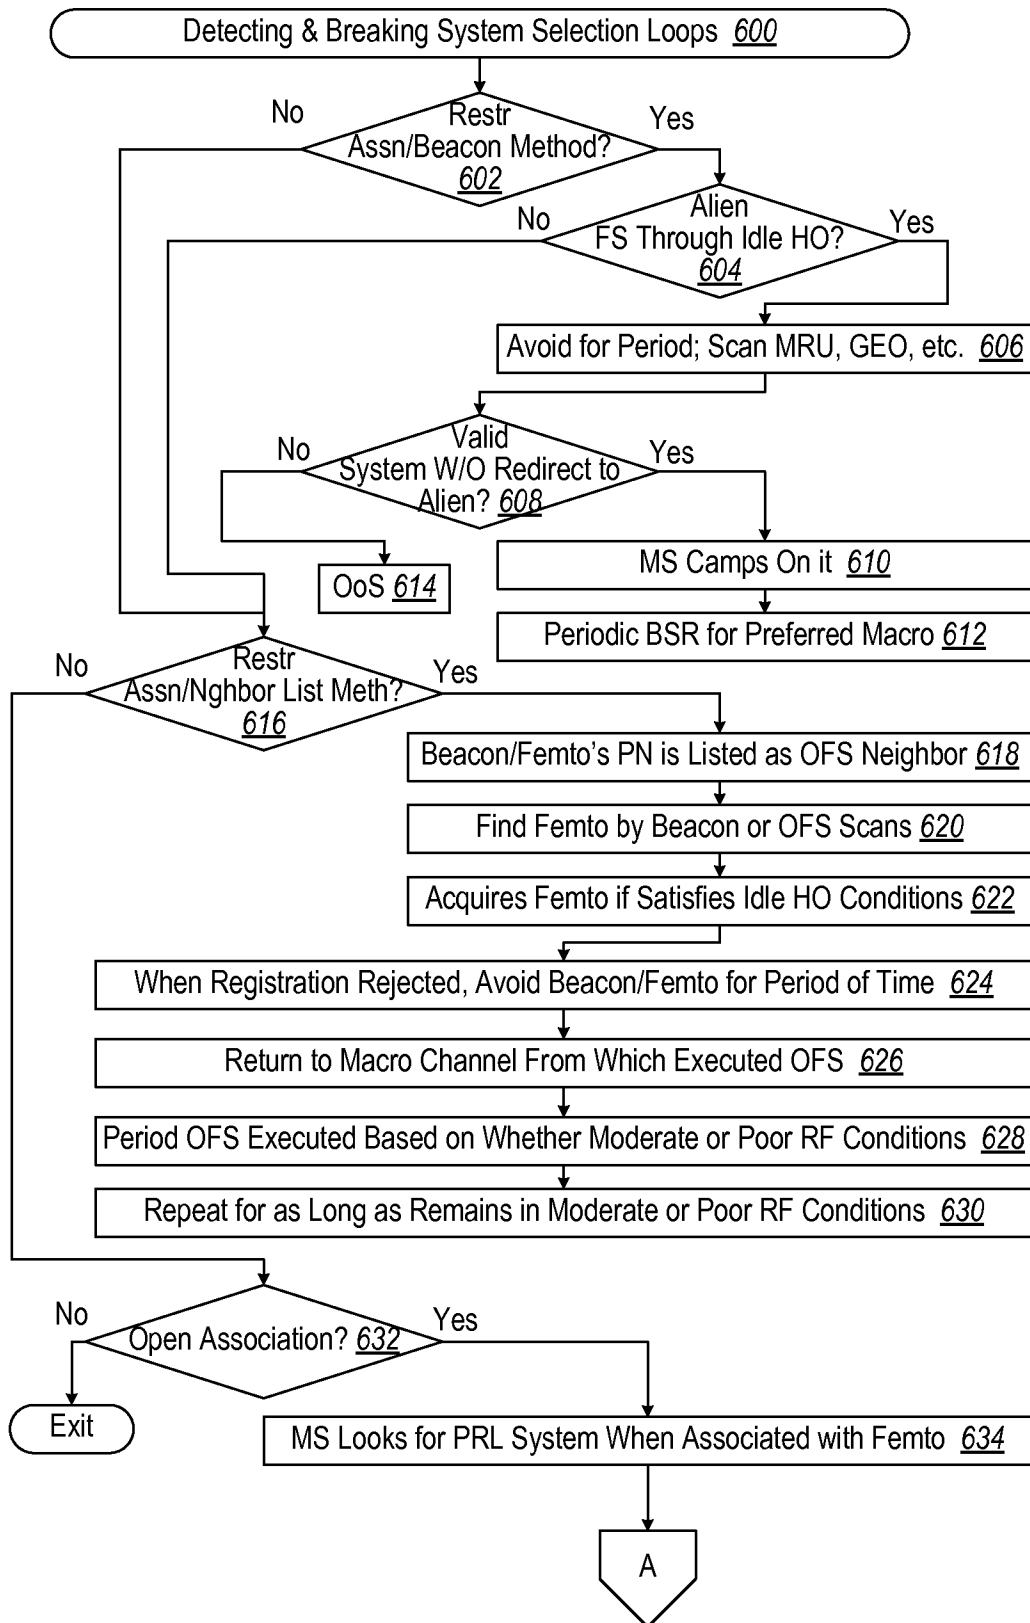 Detecting & Breaking System Selection Loops 600
No
Restr
Assn/Beacon Method?
602
Yes
No
Alien
FS Through Idle HO?
604
Yes
Avoid for Period; Scan MRU, GEO, etc. 606
No
Valid
System W/O Redirect to
Alien? 608
Yes
MS Camps On it 610
OoS 614
Periodic BSR for Preferred Macro 612
No
Restr
Assn/Nghbor List Meth?
616
Yes
Beacon/Femto's PN is Listed as OFS Neighbor 618
Find Femto by Beacon or OFS Scans 620
Acquires Femto if Satisfies Idle HO Conditions 622
When Registration Rejected, Avoid Beacon/Femto for Period of Time 624
Return to Macro Channel From Which Executed OFS 626
Period OFS Executed Based on Whether Moderate or Poor RF Conditions 628
Repeat for as Long as Remains in Moderate or Poor RF Conditions 630
No
Open Association? 632
Yes
Exit
MS Looks for PRL System When Associated with Femto 634
A